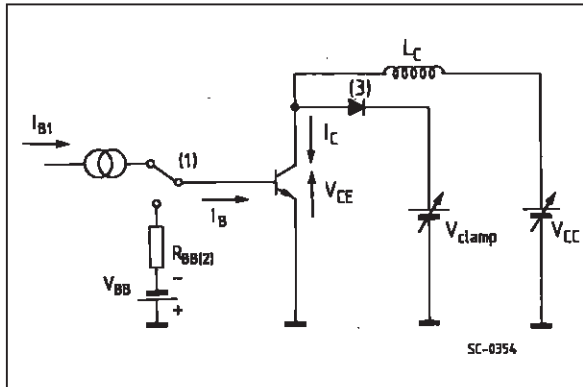 L_C
(3)
I_B1
(1)
I_C
V_CE
I_B
V_clamp
V_CC
R_BB(2)
V_BB
-
+
SC-0354